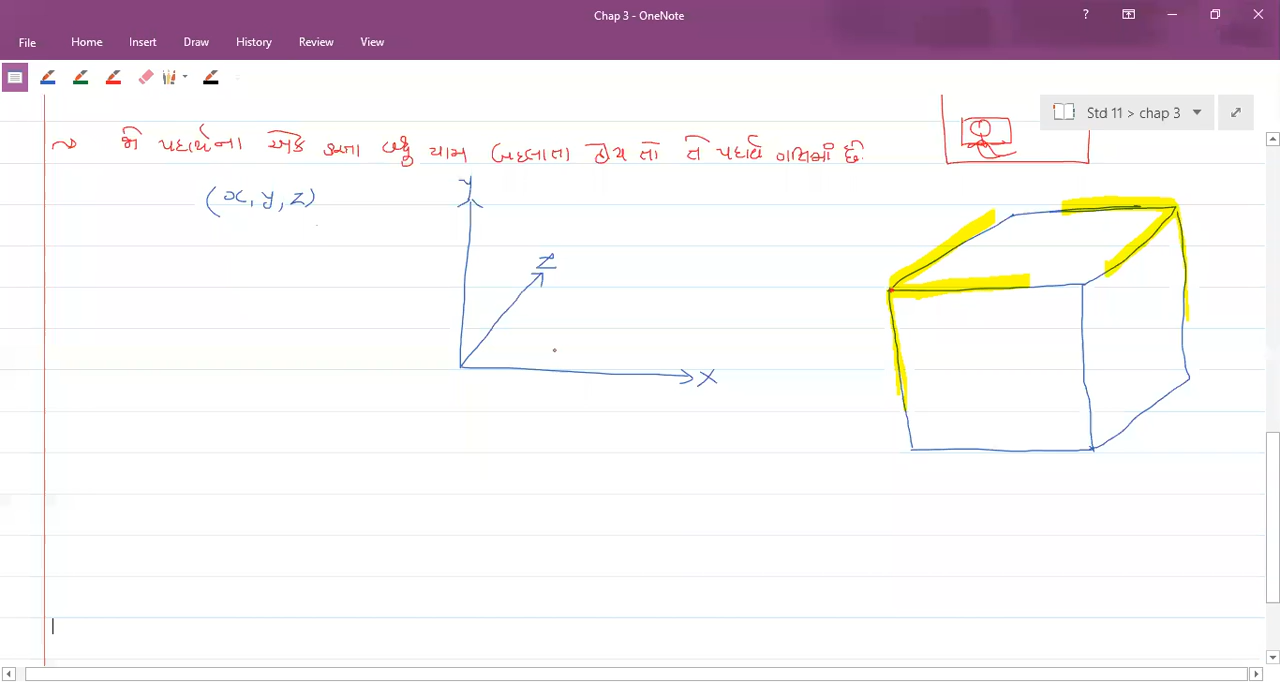 Chap 3 - OneNote
File Home Insert Draw History Review View
Std 11 > chap 3
~> જો પદાર્થના એક અથવા વધુ યામ બદલાતા હોય તો તે પદાર્થ ગતિમાં છે.
(x, y, z)
y
z
X